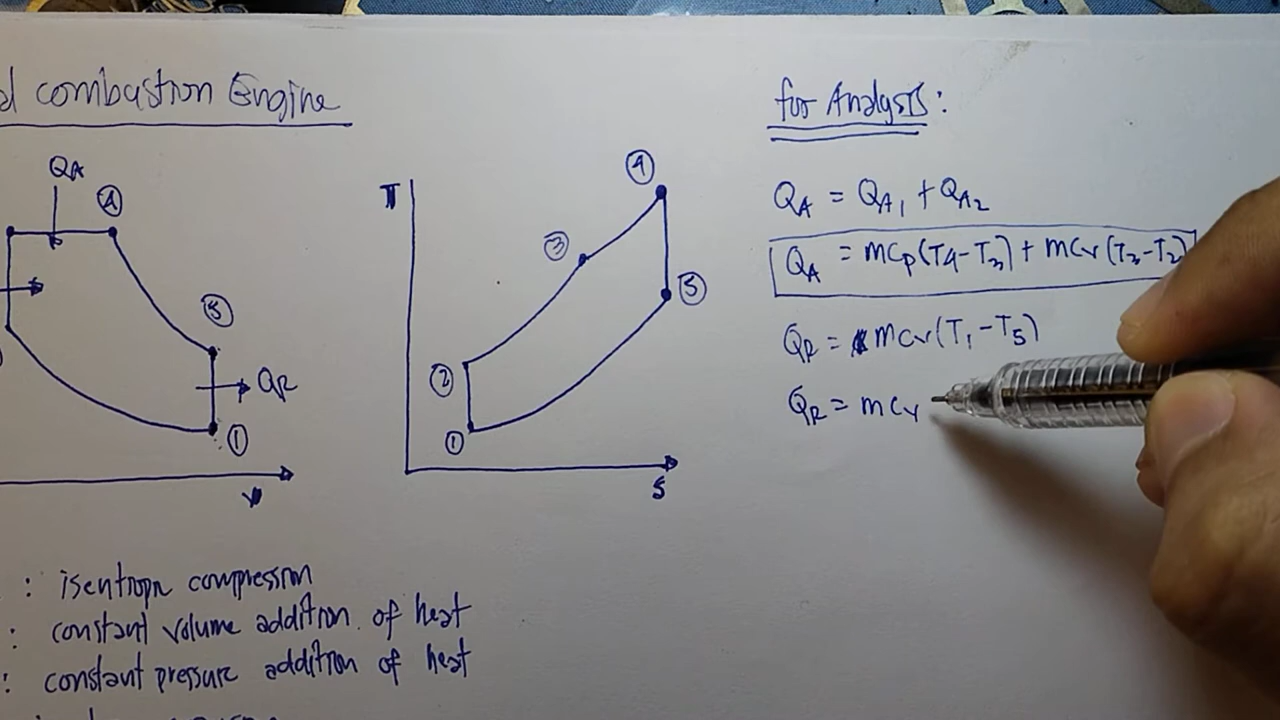 d combustion Engine
QA
④
⑤
QR
①
V
T
④
③
⑤
②
①
S
for Analysis:
QA = QA1 + QA2
QA = mCp(T4-T3) + mCv(T3-T2)
QR = mCv(T1-T5)
QR = mCv
: isentropic compression
: constant volume addition of heat
: constant pressure addition of heat